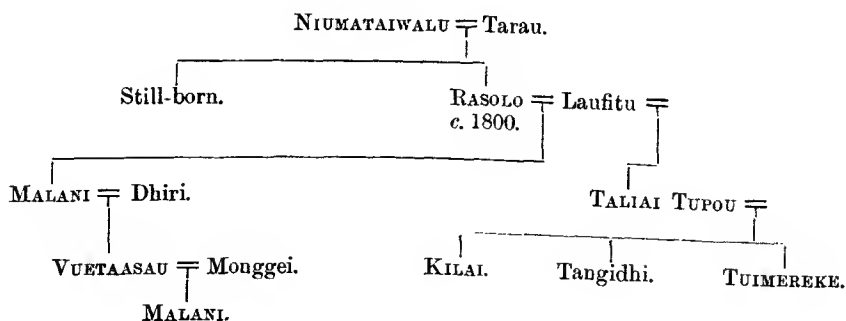 NIUMATAIWALU = Tarau.
Still-born. RASOLO = Laufitu =
c. 1800.
MALANI = Dhiri. TALIAI TUPOU =
VUETAASAU = Monggei. KILAI. Tangidhi. TUIMEREKE.
MALANI.